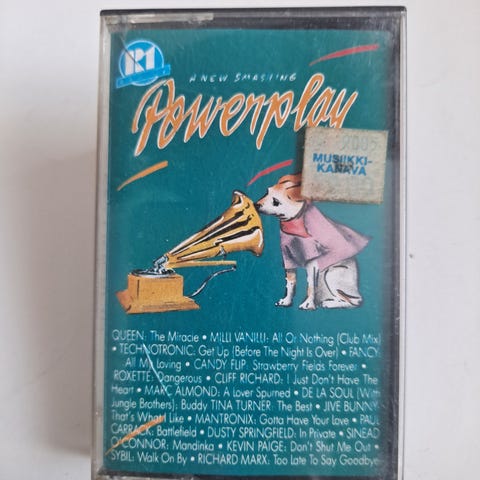 R1
A NEW SMASHING
Powerplay
MUSIIKKI-
KANAVA
QUEEN: The Miracle • MILLI VANILLI: All Or Nothing (Club Mix)
• TECHNOTRONIC: Get Up (Before The Night Is Over) • FANCY:
All My Loving • CANDY FLIP: Strawberry Fields Forever •
ROXETTE: Dangerous • CLIFF RICHARD: I Just Don't Have The
Heart • MARC ALMOND: A Lover Spurned • DE LA SOUL (With
Jungle Brothers): Buddy TINA TURNER: The Best • JIVE BUNNY:
That's What I Like • MANTRONIX: Gotta Have Your Love • PAUL
CARRACK: Battlefield • DUSTY SPRINGFIELD: In Private • SINEAD
O'CONNOR: Mandinka • KEVIN PAIGE: Don't Shut Me Out •
SYBIL: Walk On By • RICHARD MARX: Too Late To Say Goodbye